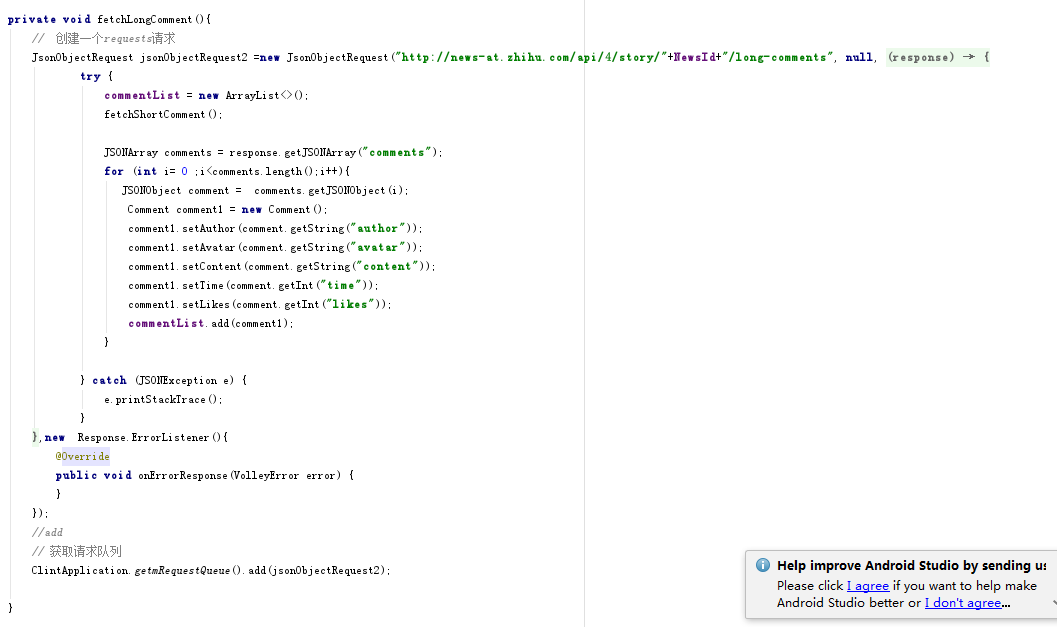 private void fetchLongComment(){
// 创建一个requests请求
JsonObjectRequest jsonObjectRequest2 =new JsonObjectRequest("http://news-at.zhihu.com/api/4/story/"+NewsId+"/long-comments", null, (response) → {
try {
commentList = new ArrayList<>();
fetchShortComment();
JSONArray comments = response.getJSONArray("comments");
for (int i= 0 ;i<comments.length();i++){
JSONObject comment = comments.getJSONObject(i);
Comment comment1 = new Comment();
comment1.setAuthor(comment.getString("author"));
comment1.setAvatar(comment.getString("avatar"));
comment1.setContent(comment.getString("content"));
comment1.setTime(comment.getInt("time"));
comment1.setLikes(comment.getInt("likes"));
commentList.add(comment1);
}
} catch (JSONException e) {
e.printStackTrace();
}
},new Response.ErrorListener(){
@Override
public void onErrorResponse(VolleyError error) {
}
});
//add
// 获取请求队列
ClintApplication.getmRequestQueue().add(jsonObjectRequest2);
}
Help improve Android Studio by sending us
Please click I agree if you want to help make
Android Studio better or I don't agree...